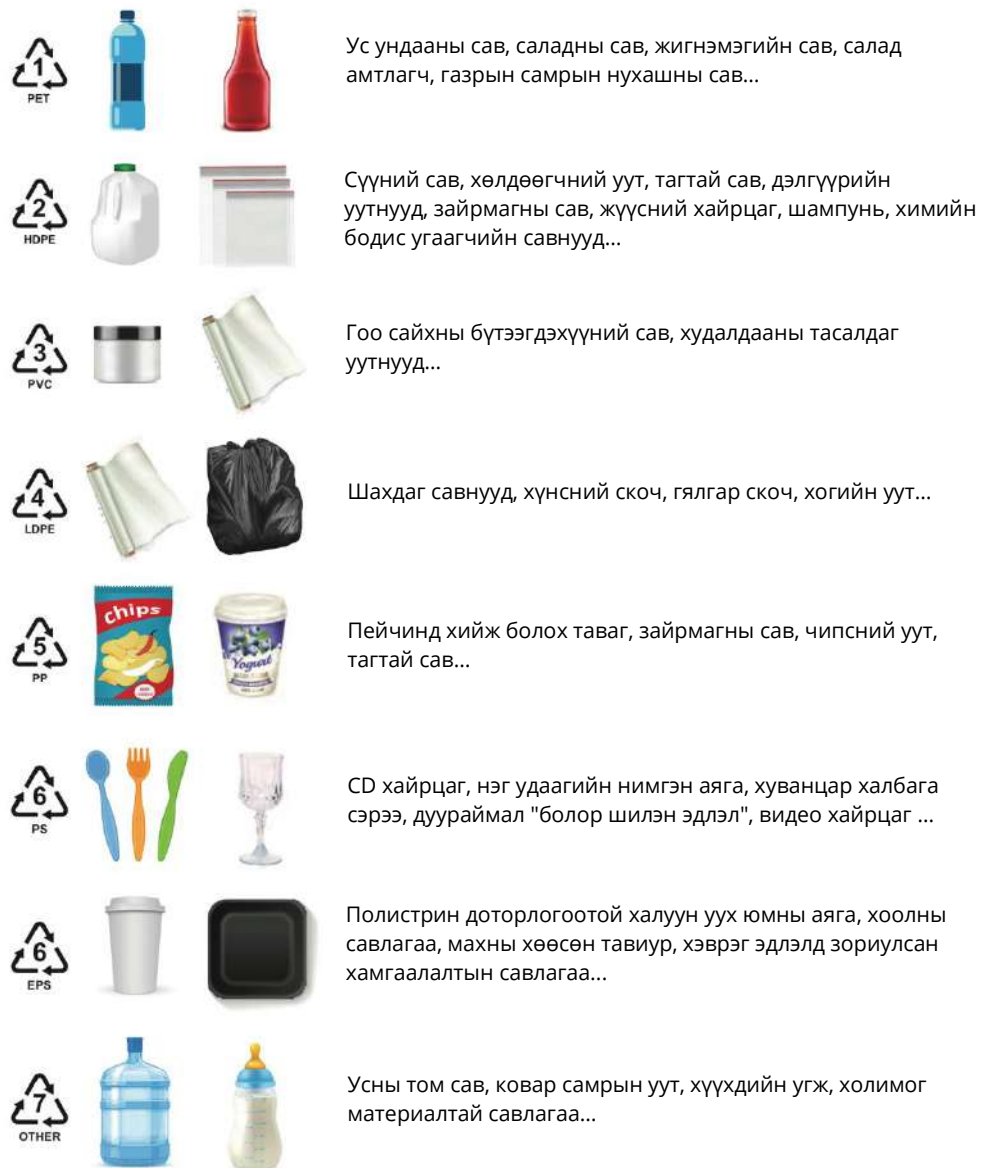 1
PET
Ус ундааны сав, саладны сав, жигнэмэгийн сав, салад
амтлагч, газрын самрын нухашны сав...
2
HDPE
Сүүний сав, хөлдөөгчний уут, тагтай сав, дэлгүүрийн
уутнууд, зайрмагны сав, жүүсний хайрцаг, шампунь, химийн
бодис угаагчийн савнууд...
3
PVC
Гоо сайхны бүтээгдэхүүний сав, худалдааны тасалдаг
уутнууд...
4
LDPE
Шахдаг савнууд, хүнсний скоч, гялгар скоч, хогийн уут...
5
PP
chips
Yogurt
Пейчинд хийж болох таваг, зайрмагны сав, чипсний уут,
тагтай сав...
6
PS
CD хайрцаг, нэг удаагийн нимгэн аяга, хуванцар халбага
сэрээ, дуураймал "болор шилэн эдлэл", видео хайрцаг ...
6
EPS
Полистрин доторлогоотой халуун уух юмны аяга, хоолны
савлагаа, махны хөөсөн тавиур, хэврэг эдлэлд зориулсан
хамгаалалтын савлагаа...
7
OTHER
Усны том сав, ковар самрын уут, хүүхдийн угж, холимог
материалтай савлагаа...